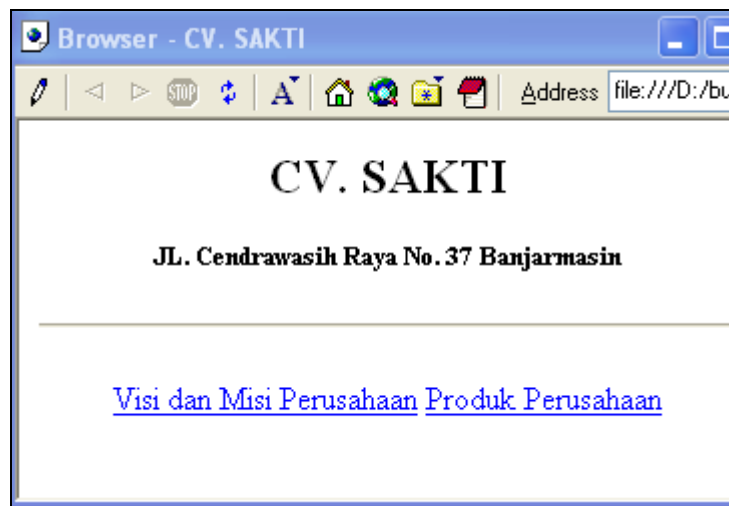 Browser - CV. SAKTI
STOP A Address file:///D:/bu
CV. SAKTI
JL. Cendrawasih Raya No. 37 Banjarmasin
Visi dan Misi Perusahaan Produk Perusahaan